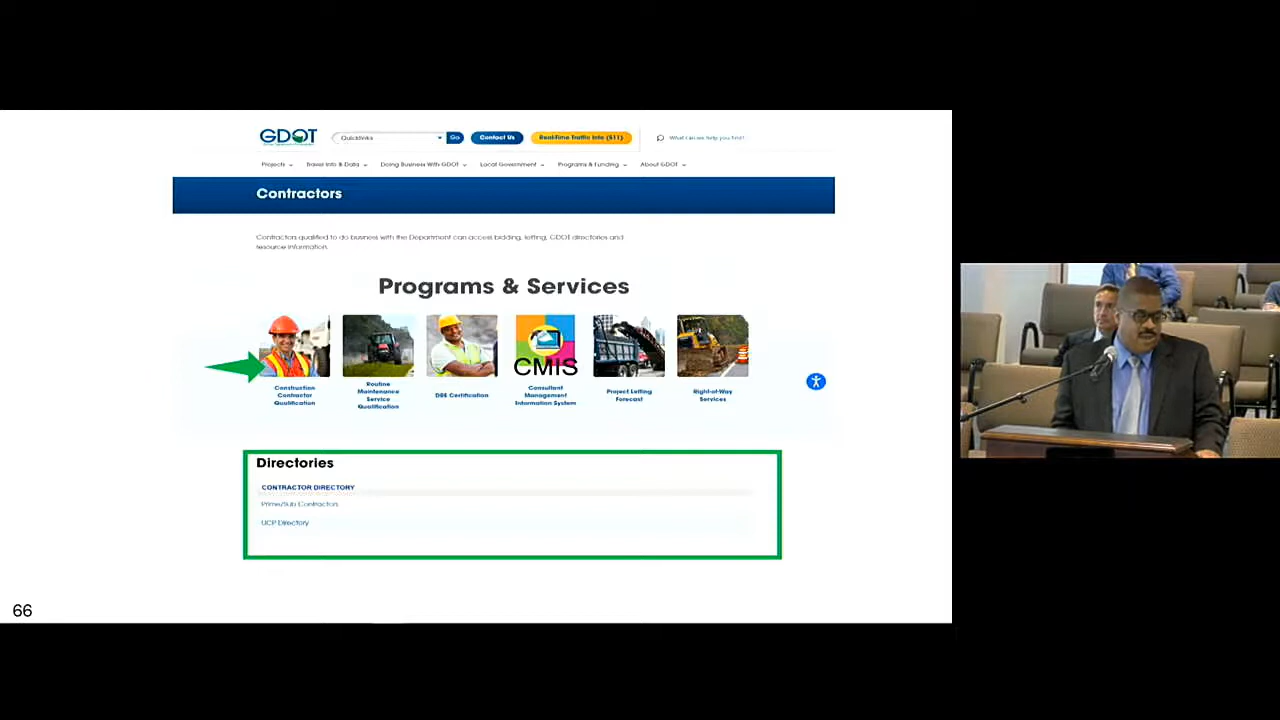 GDOT
Quicklinks
Go
Contact Us
Real-Time Traffic Info (511)
What can we help you find?
Projects
Travel Info & Data
Doing Business With GDOT
Local Government
Programs & Funding
About GDOT
Contractors
Contractors qualified to do business with the Department can access bidding, letting, GDOT directories and
resource information.
Programs & Services
CMIS
Construction
Contractor
Qualification
Routine
Maintenance
Service
Qualification
DBE Certification
Consultant
Management
Information System
Project Letting
Forecast
Right-of-Way
Services
Directories
CONTRACTOR DIRECTORY
Prime/Sub Contractors
UCP Directory
66